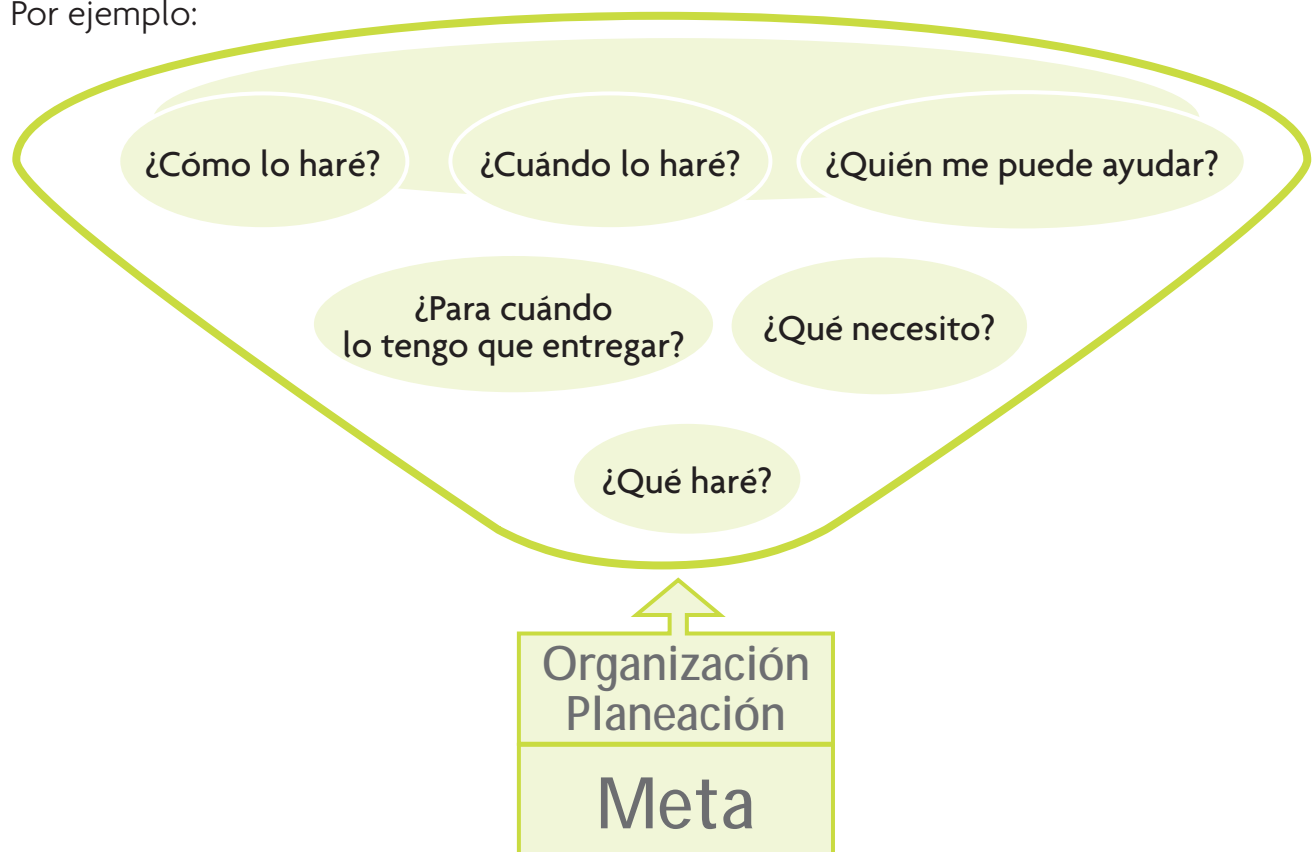 Por ejemplo:
¿Cómo lo haré?
¿Cuándo lo haré?
¿Quién me puede ayudar?
¿Para cuándo
lo tengo que entregar?
¿Qué necesito?
¿Qué haré?
Organización
Planeación
Meta